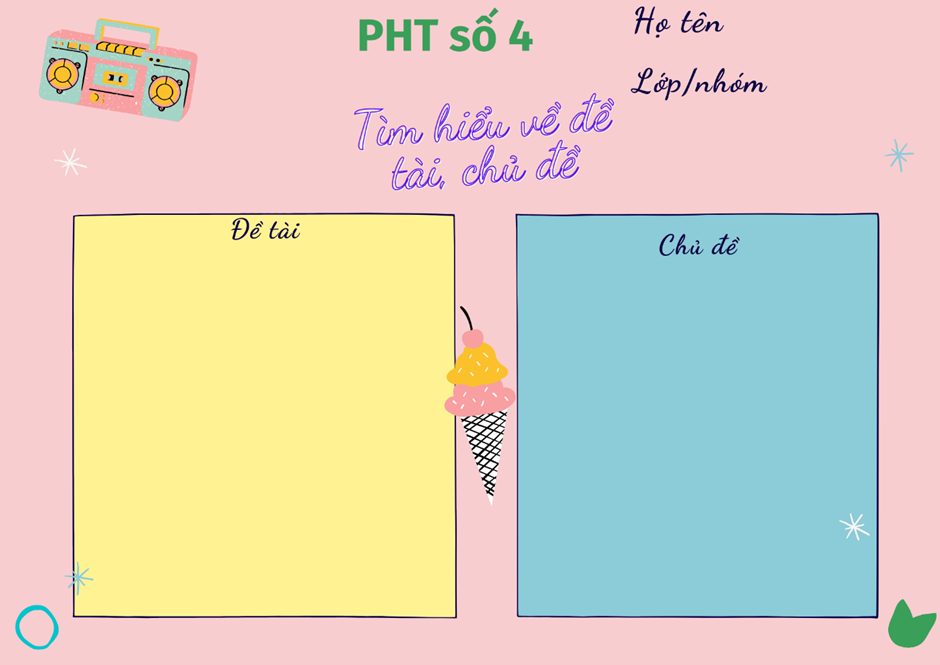 PHT số 4
Họ tên
Lớp/nhóm
Tìm hiểu về đề
tài, chủ đề
Đề tài
Chủ đề